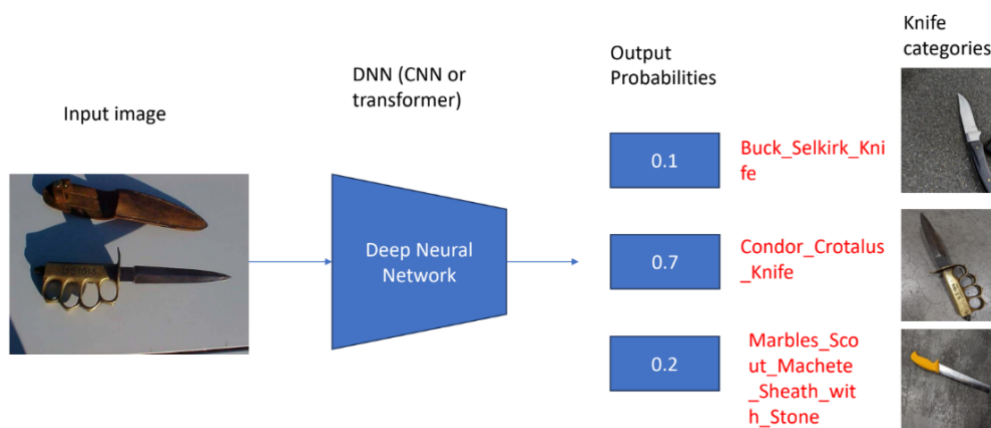 Knife
categories
DNN (CNN or
transformer)
Output
Probabilities
Input image
0.1
Buck_Selkirk_Kni
fe
Deep Neural
Network
0.7
Condor_Crotalus
_Knife
0.2
Marbles_Sco
ut_Machete
_Sheath_wit
h_Stone